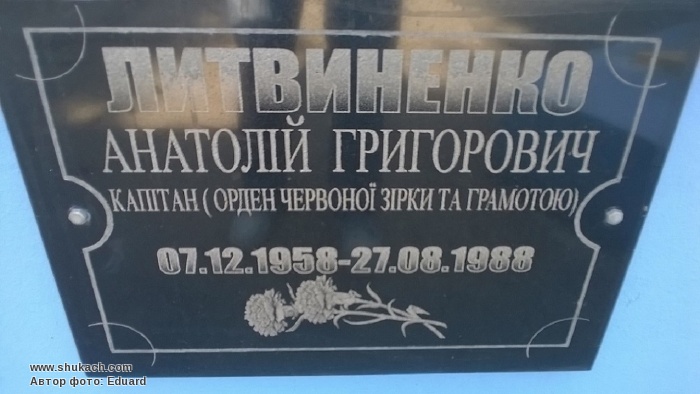 ЛИТВИНЕНКО
АНАТОЛІЙ ГРИГОРОВИЧ
КАПІТАН ( ОРДЕН ЧЕРВОНОЇ ЗІРКИ ТА ГРАМОТОЮ)
07.12.1958-27.08.1988
www.shukach.com
Автор фото: Eduard